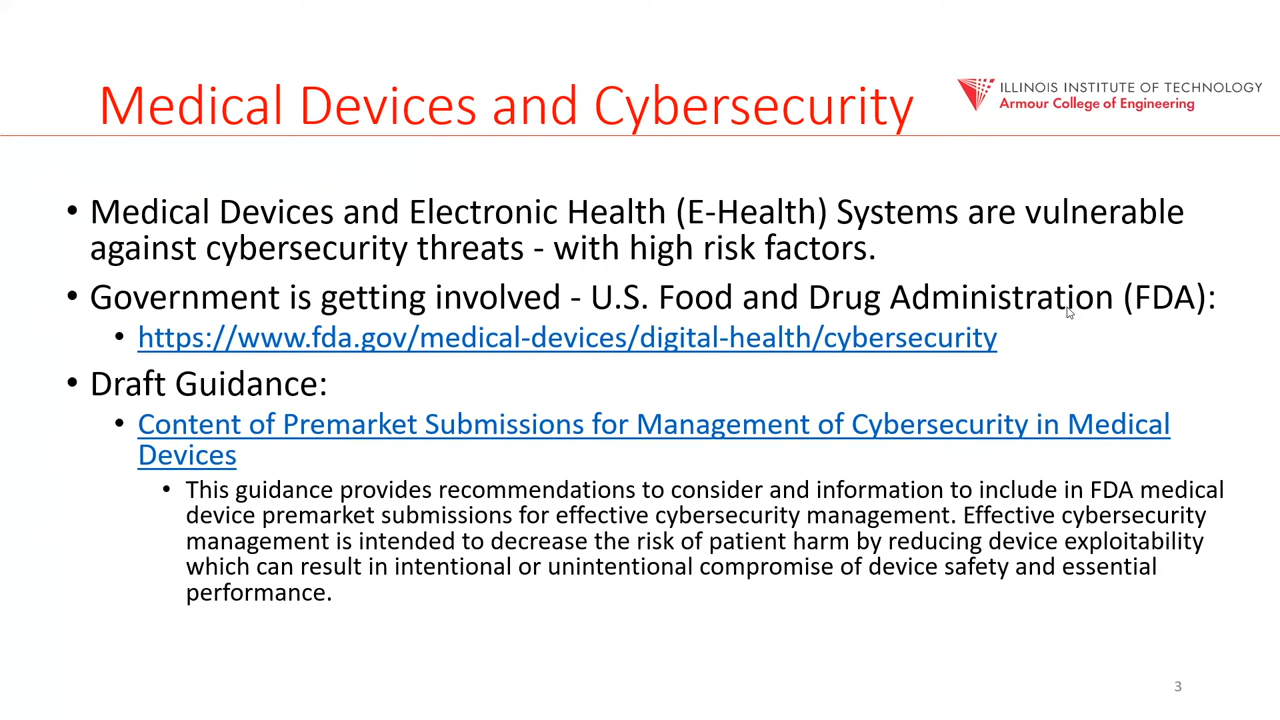 Medical Devices and Cybersecurity
ILLINOIS INSTITUTE OF TECHNOLOGY
Armour College of Engineering
• Medical Devices and Electronic Health (E-Health) Systems are vulnerable
against cybersecurity threats - with high risk factors.
• Government is getting involved - U.S. Food and Drug Administration (FDA):
• https://www.fda.gov/medical-devices/digital-health/cybersecurity
• Draft Guidance:
• Content of Premarket Submissions for Management of Cybersecurity in Medical
Devices
• This guidance provides recommendations to consider and information to include in FDA medical
device premarket submissions for effective cybersecurity management. Effective cybersecurity
management is intended to decrease the risk of patient harm by reducing device exploitability
which can result in intentional or unintentional compromise of device safety and essential
performance.
3